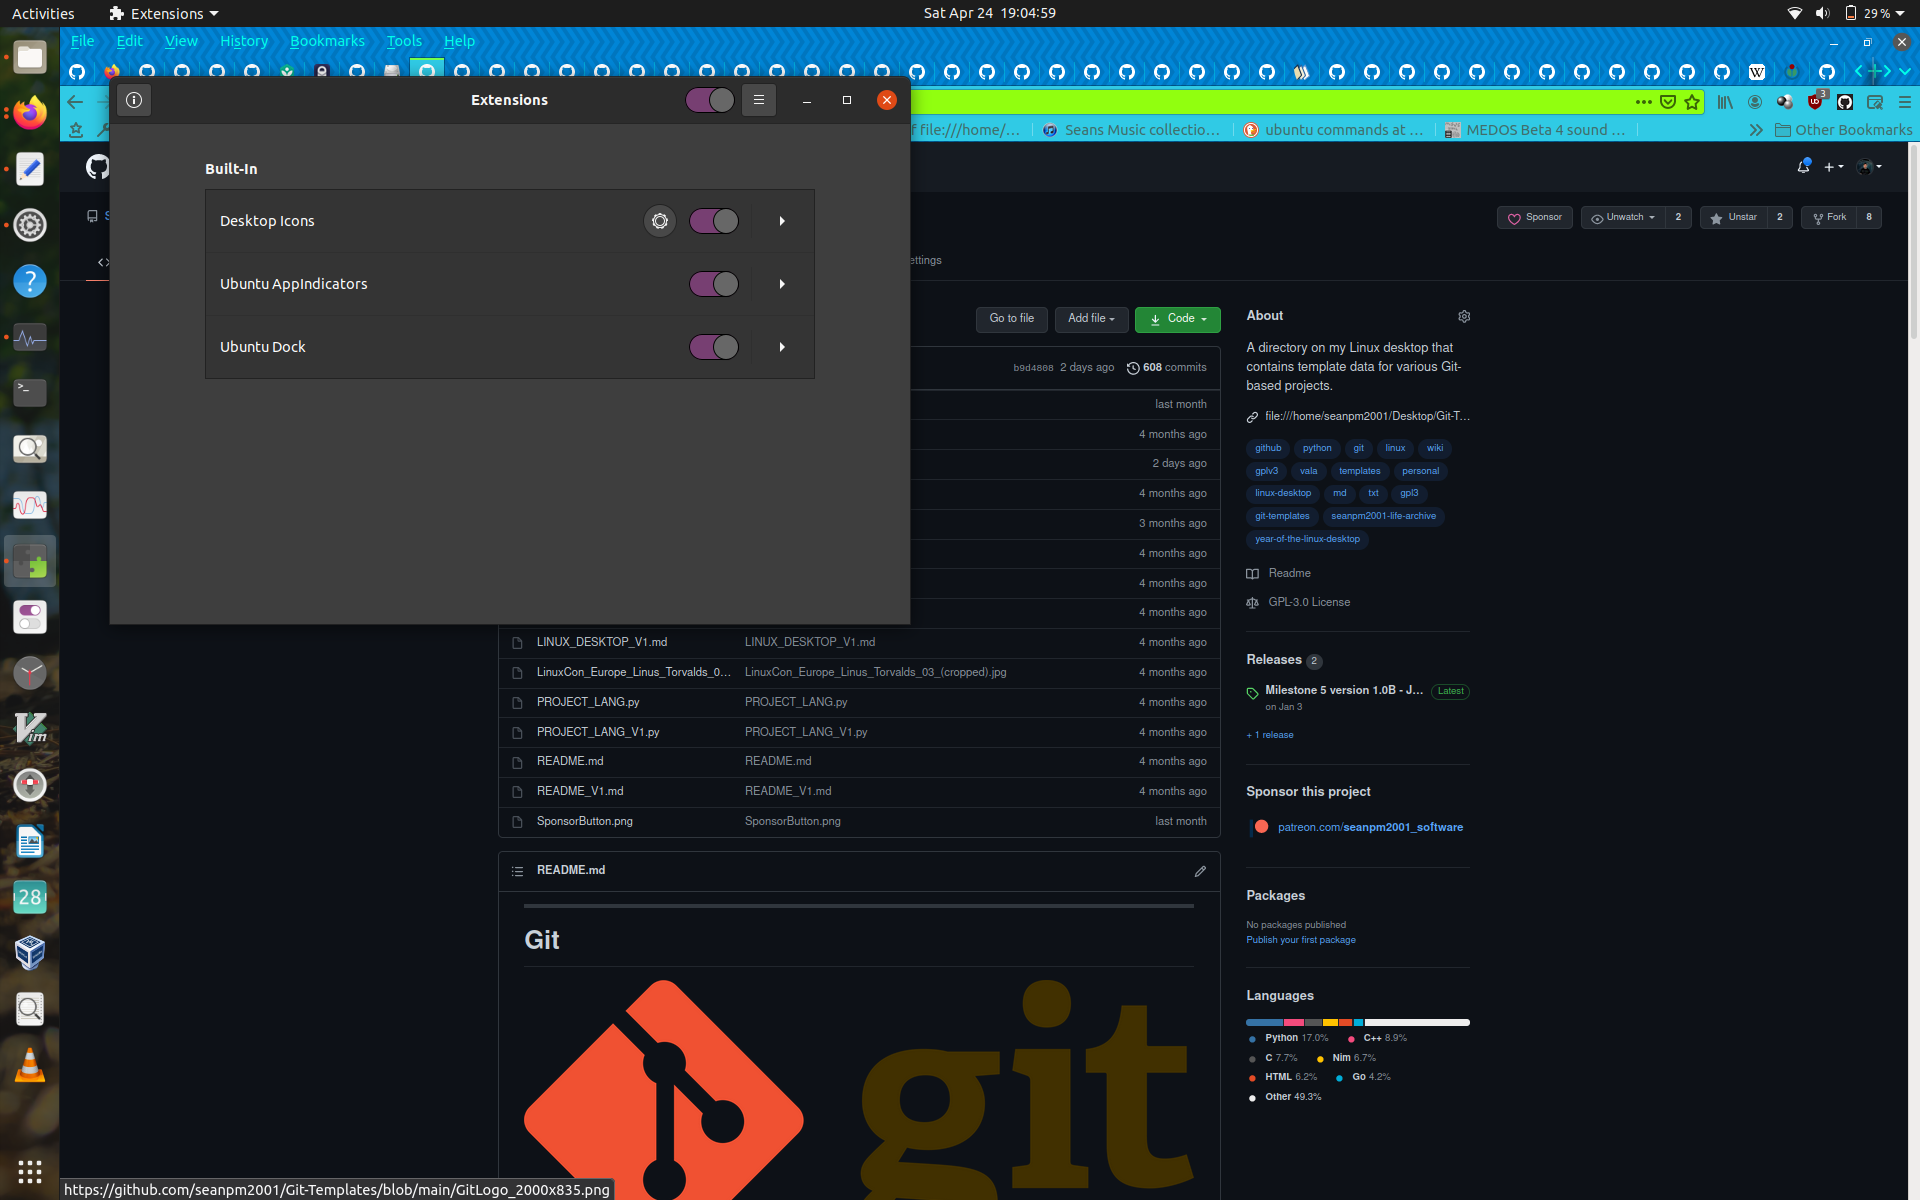 Activities
Extensions
Sat Apr 24 19:04:59
29 %
File Edit View History Bookmarks Tools Help
Extensions
3
f file:///home/...
Seans Music collectio...
ubuntu commands at ...
MEDOS Beta 4 sound ...
Other Bookmarks
Built-In
Desktop Icons
Ubuntu AppIndicators
Ubuntu Dock
S
Sponsor
Unwatch 2
Unstar 2
Fork 8
ettings
Go to file
Add file
Code
b9d4808 2 days ago 608 commits
last month
4 months ago
2 days ago
4 months ago
3 months ago
4 months ago
4 months ago
4 months ago
LINUX_DESKTOP_V1.md LINUX_DESKTOP_V1.md 4 months ago
LinuxCon_Europe_Linus_Torvalds_0... LinuxCon_Europe_Linus_Torvalds_03_(cropped).jpg 4 months ago
PROJECT_LANG.py PROJECT_LANG.py 4 months ago
PROJECT_LANG_V1.py PROJECT_LANG_V1.py 4 months ago
README.md README.md 4 months ago
README_V1.md README_V1.md 4 months ago
SponsorButton.png SponsorButton.png last month
README.md
Git
git
About
A directory on my Linux desktop that
contains template data for various Git-
based projects.
file:///home/seanpm2001/Desktop/Git-T...
github python git linux wiki
gplv3 vala templates personal
linux-desktop md txt gpl3
git-templates seanpm2001-life-archive
year-of-the-linux-desktop
Readme
GPL-3.0 License
Releases 2
Milestone 5 version 1.0B - J... Latest
on Jan 3
+ 1 release
Sponsor this project
patreon.com/seanpm2001_software
Packages
No packages published
Publish your first package
Languages
Python 17.0% C++ 8.9%
C 7.7% Nim 6.7%
HTML 6.2% Go 4.2%
Other 49.3%
28
https://github.com/seanpm2001/Git-Templates/blob/main/GitLogo_2000x835.png